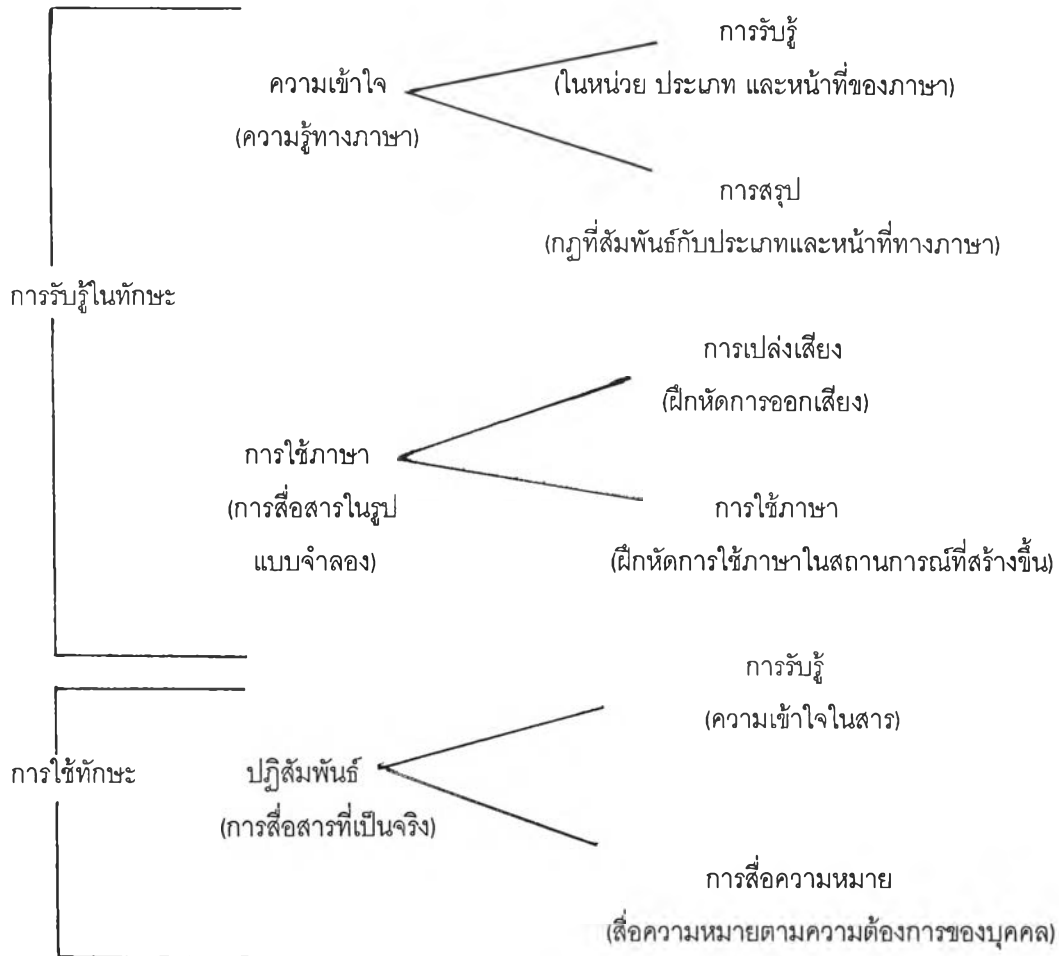 การรับรู้
ความเข้าใจ
(ในหน่วย ประเภท และหน้าที่ของภาษา)
(ความรู้ทางภาษา)
การสรุป
(กฎที่สัมพันธ์กับประเภทและหน้าที่ทางภาษา)
การรับรู้ในทักษะ
การเปล่งเสียง
(ฝึกหัดการออกเสียง)
การใช้ภาษา
(การสื่อสารในรูป
แบบจำลอง)
การใช้ภาษา
(ฝึกหัดการใช้ภาษาในสถานการณ์ที่สร้างขึ้น)
การรับรู้
(ความเข้าใจในสาร)
การใช้ทักษะ
ปฏิสัมพันธ์
(การสื่อสารที่เป็นจริง)
การสื่อความหมาย
(สื่อความหมายตามความต้องการของบุคคล)